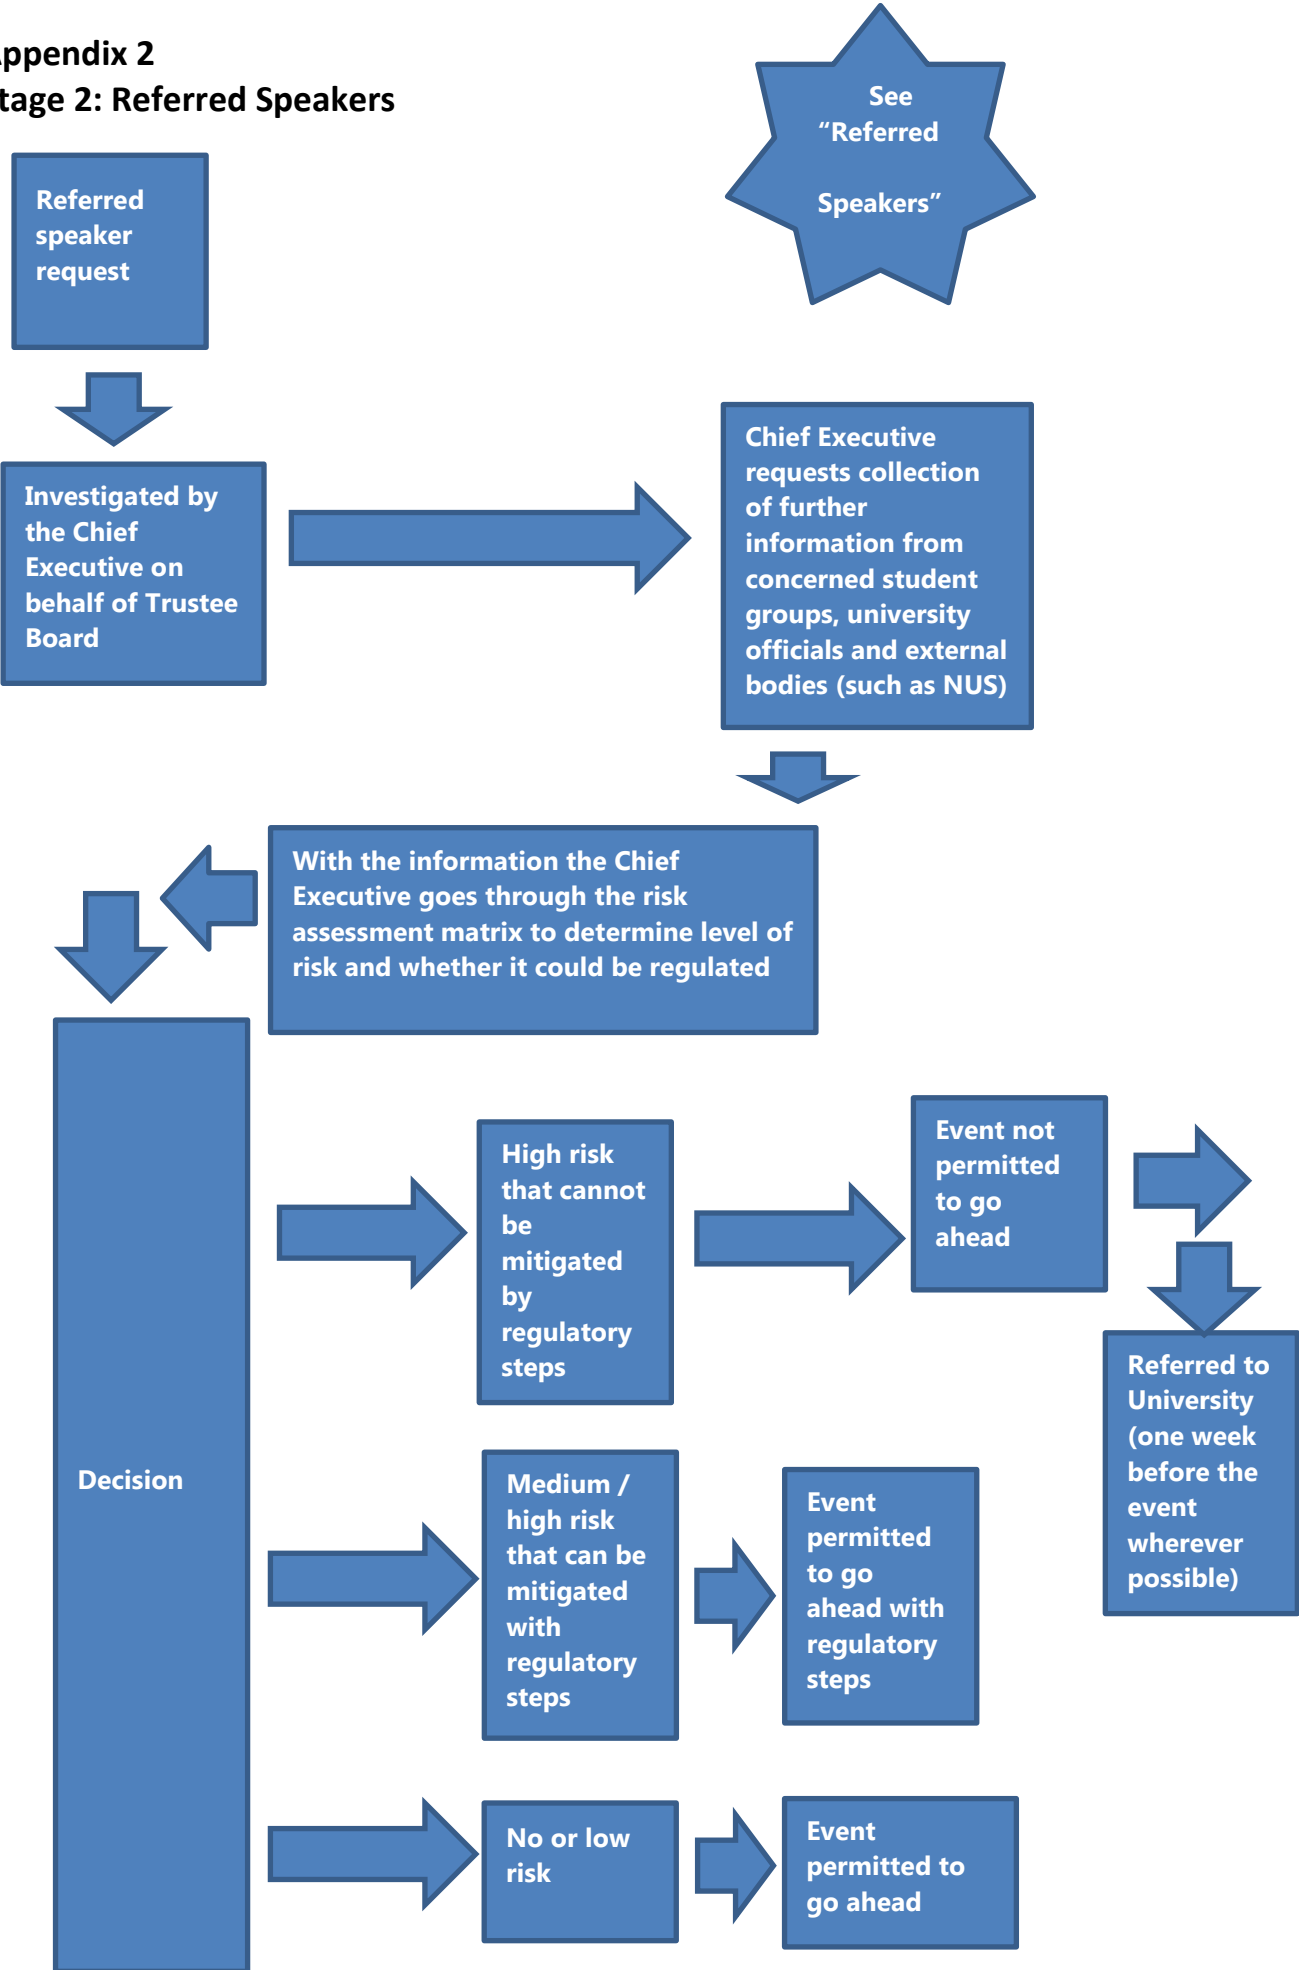 Appendix 2
tage 2: Referred Speakers
See
“Referred
Speakers”
Referred
speaker
request
Investigated by
the Chief
Executive on
behalf of Trustee
Board
Chief Executive
requests collection
of further
information from
concerned student
groups, university
officials and external
bodies (such as NUS)
With the information the Chief
Executive goes through the risk
assessment matrix to determine level of
risk and whether it could be regulated
Decision
High risk
that cannot
be
mitigated
by
regulatory
steps
Event not
permitted
to go
ahead
Referred to
University
(one week
before the
event
wherever
possible)
Medium /
high risk
that can be
mitigated
with
regulatory
steps
Event
permitted
to go
ahead with
regulatory
steps
No or low
risk
Event
permitted to
go ahead